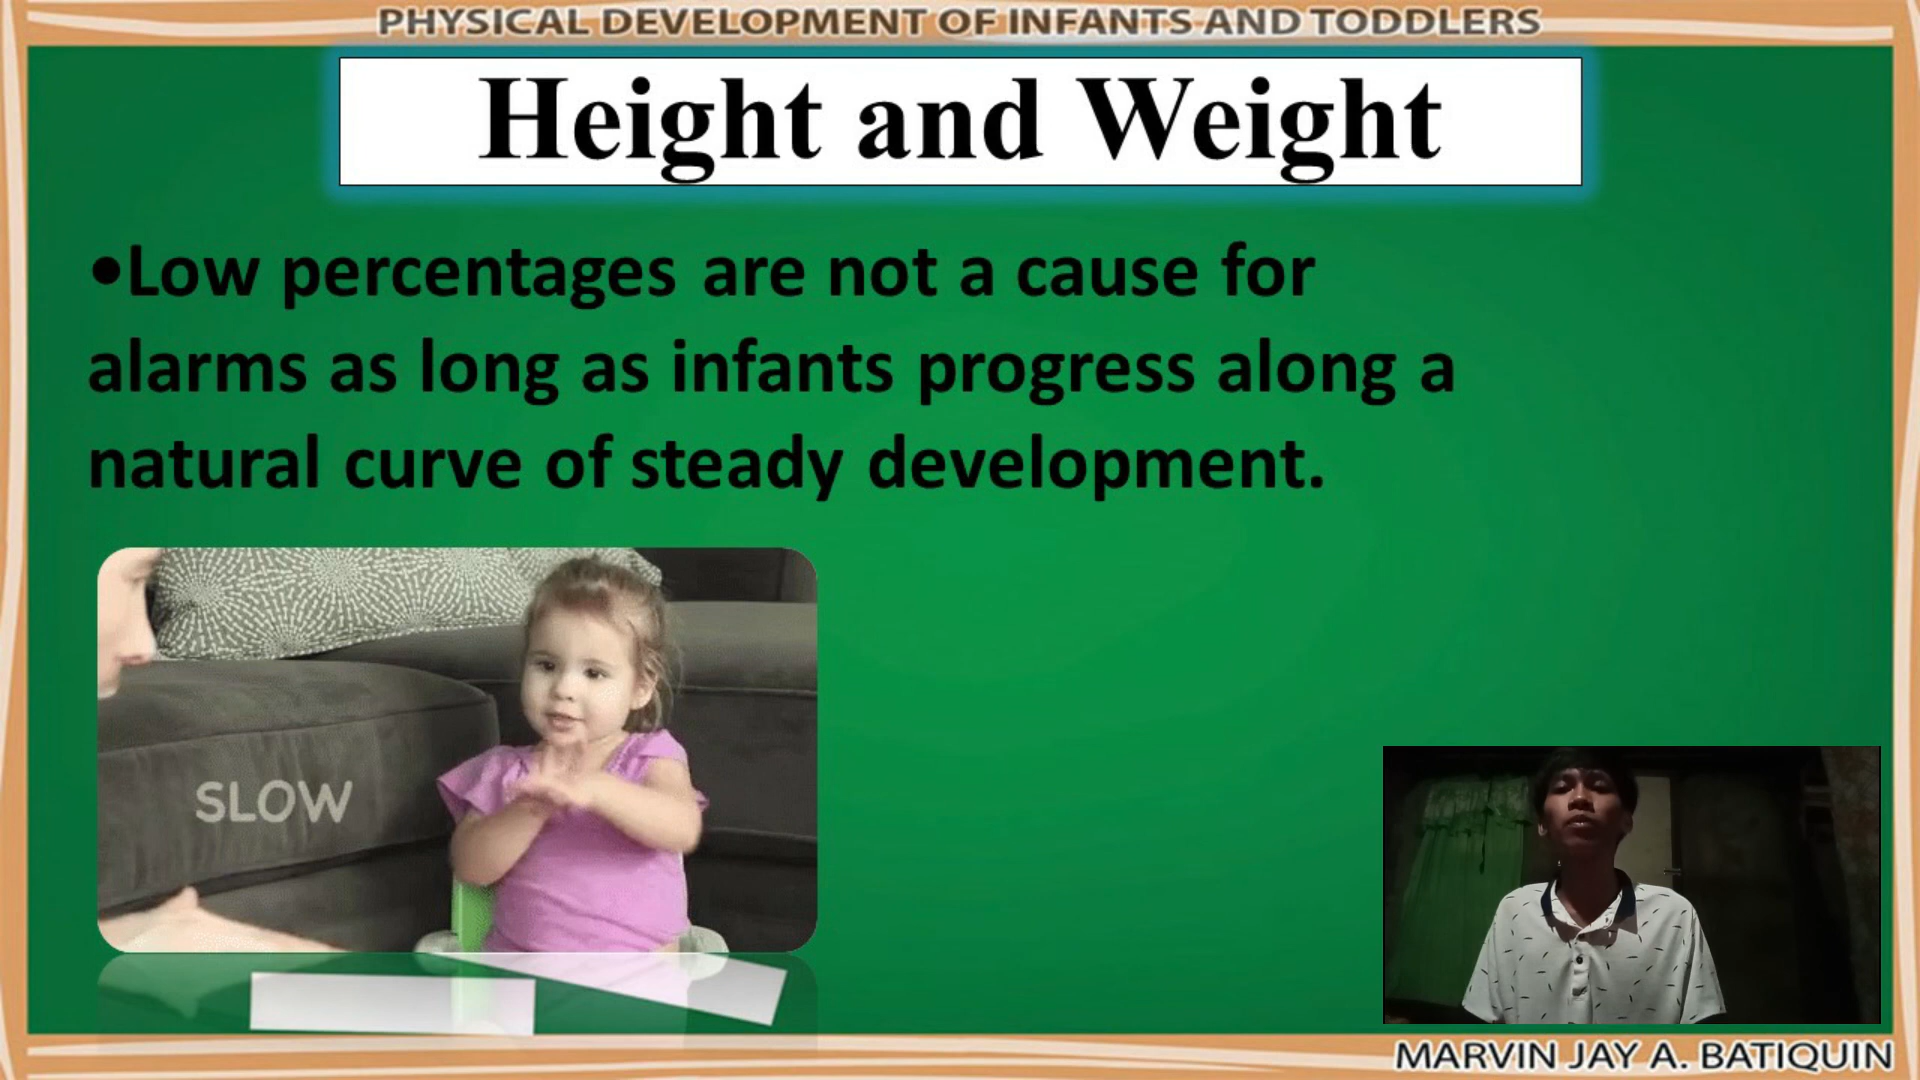 PHYSICAL DEVELOPMENT OF INFANTS AND TODDLERS
Height and Weight
•Low percentages are not a cause for
alarms as long as infants progress along a
natural curve of steady development.
SLOW
MARVIN JAY A. BATIQUIN